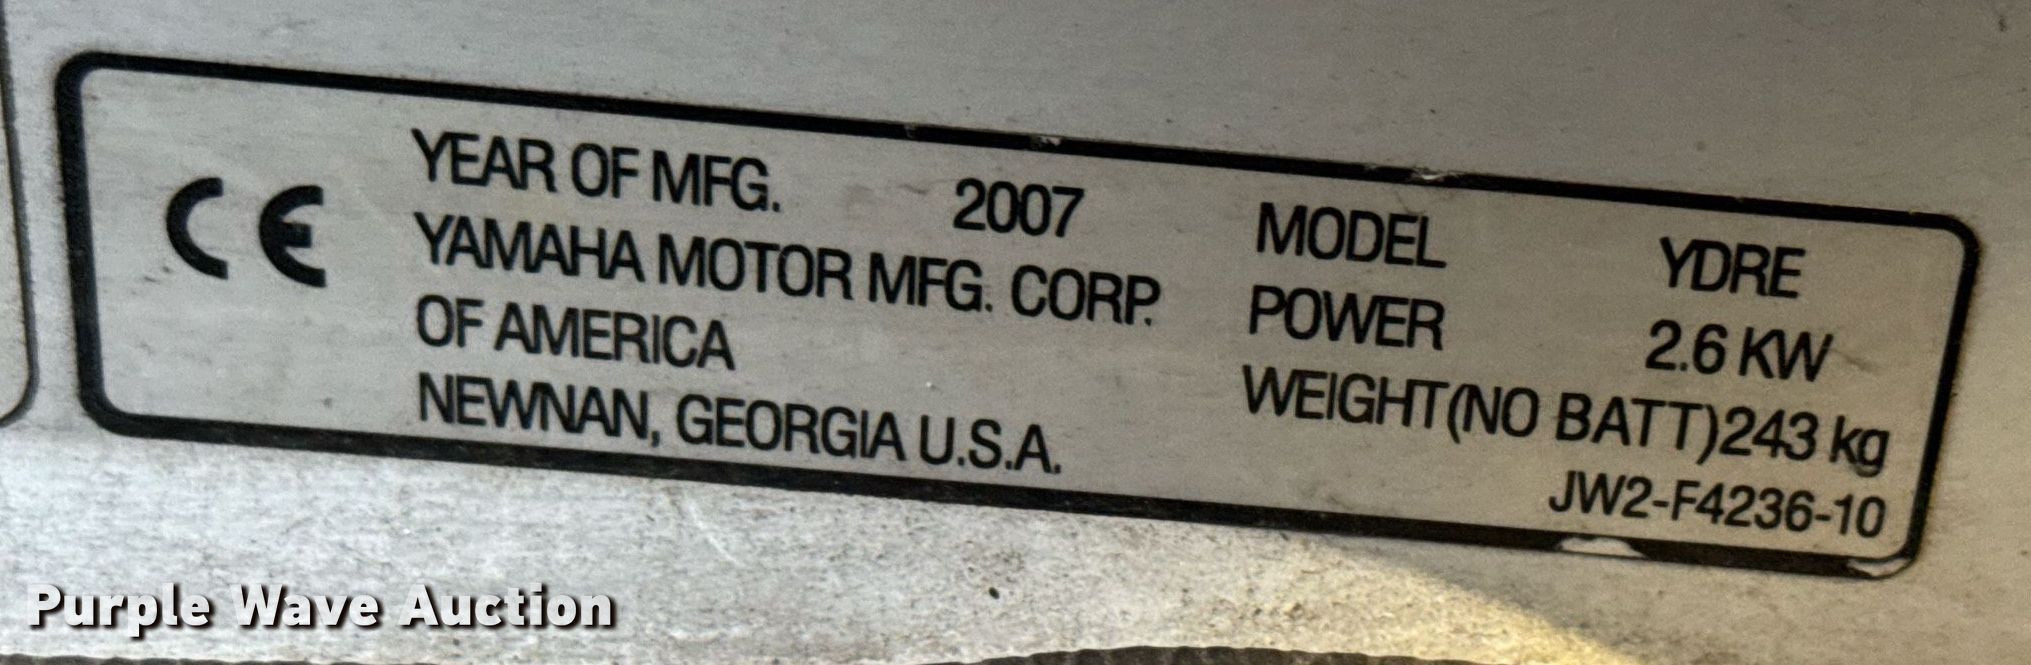 CE
YEAR OF MFG. 2007
YAMAHA MOTOR MFG. CORP.
OF AMERICA
NEWNAN, GEORGIA U.S.A.
MODEL YDRE
POWER 2.6 KW
WEIGHT(NO BATT)243 kg
JW2-F4236-10
Purple Wave Auction